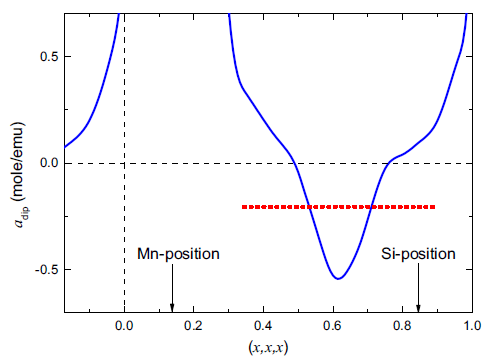 0.5
0.0
-0.5
a_dip (mole/emu)
Mn-position
Si-position
0.0 0.2 0.4 0.6 0.8 1.0
(x,x,x)